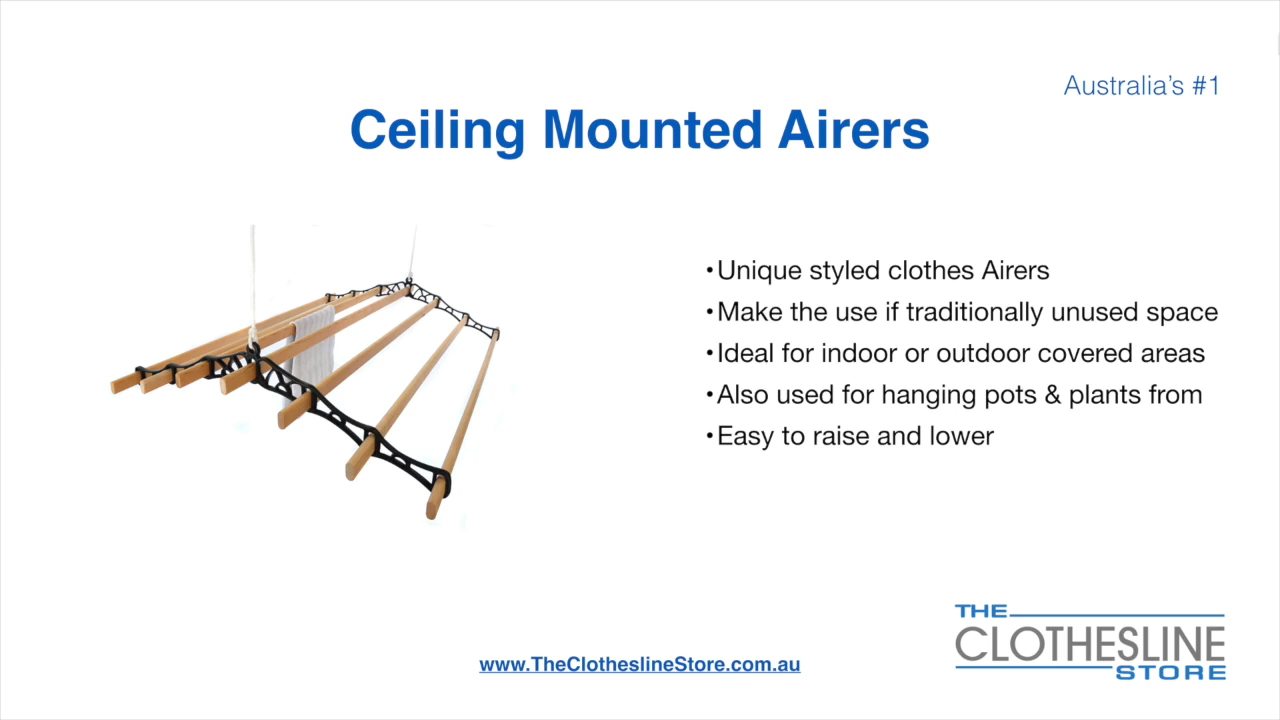 Australia's #1
Ceiling Mounted Airers
•Unique styled clothes Airers
•Make the use if traditionally unused space
•Ideal for indoor or outdoor covered areas
•Also used for hanging pots & plants from
•Easy to raise and lower
www.TheClotheslineStore.com.au
THE
CLOTHESLINE
STORE